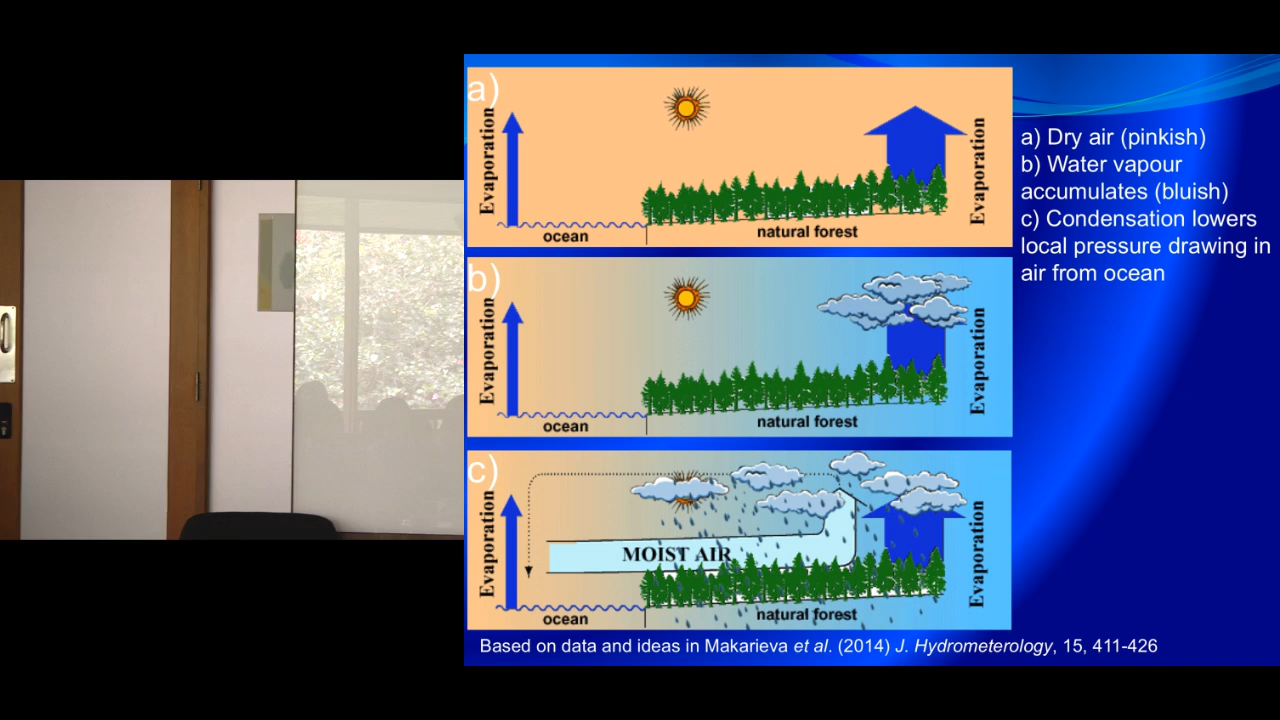 a)
Evaporation
Evaporation
ocean
natural forest
b)
Evaporation
Evaporation
ocean
natural forest
c)
MOIST AIR
Evaporation
Evaporation
ocean
natural forest
a) Dry air (pinkish)
b) Water vapour
accumulates (bluish)
c) Condensation lowers
local pressure drawing in
air from ocean
Based on data and ideas in Makarieva et al. (2014) J. Hydrometerology, 15, 411-426